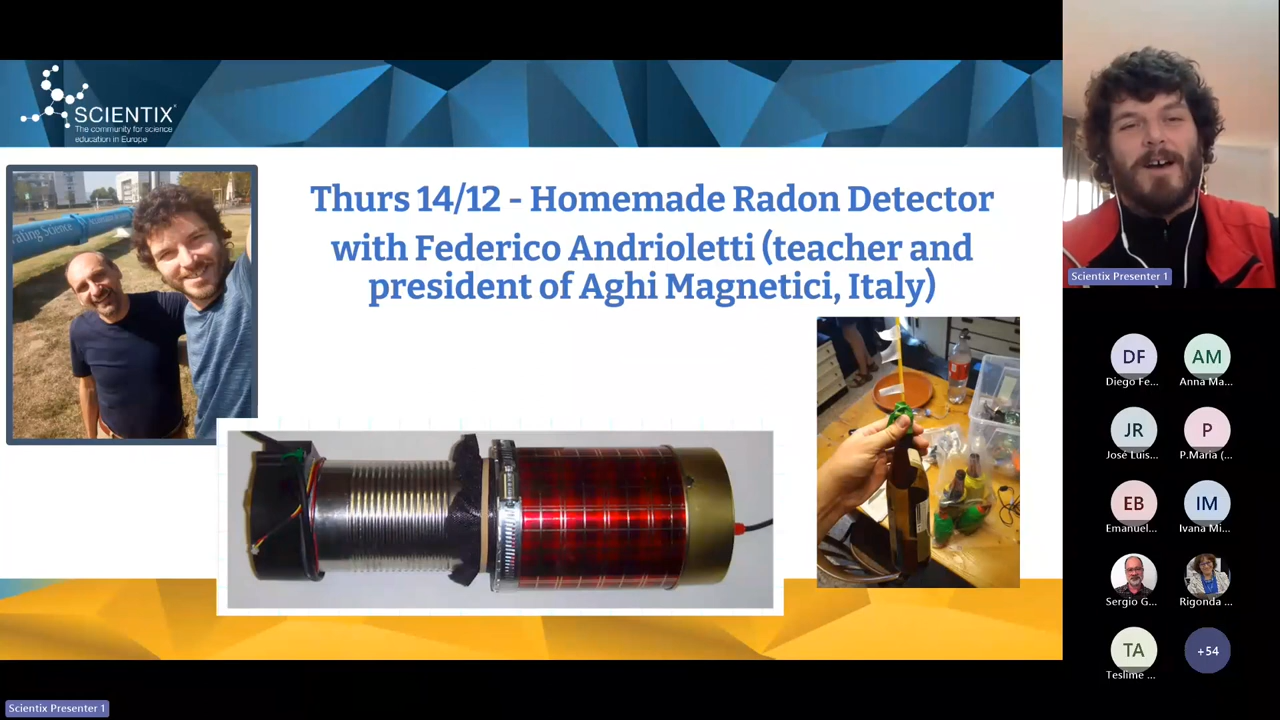 SCIENTIX
The community for science
education in Europe
Thurs 14/12 - Homemade Radon Detector
with Federico Andrioletti (teacher and
president of Aghi Magnetici, Italy)
Scientix Presenter 1
DF
Diego Fe...
AM
Anna Ma...
JR
José Luis...
P
P.Maria (...
EB
Emanuel...
IM
Ivana Mi...
Sergio G...
Rigonda ...
TA
Teslime ...
+54
Scientix Presenter 1